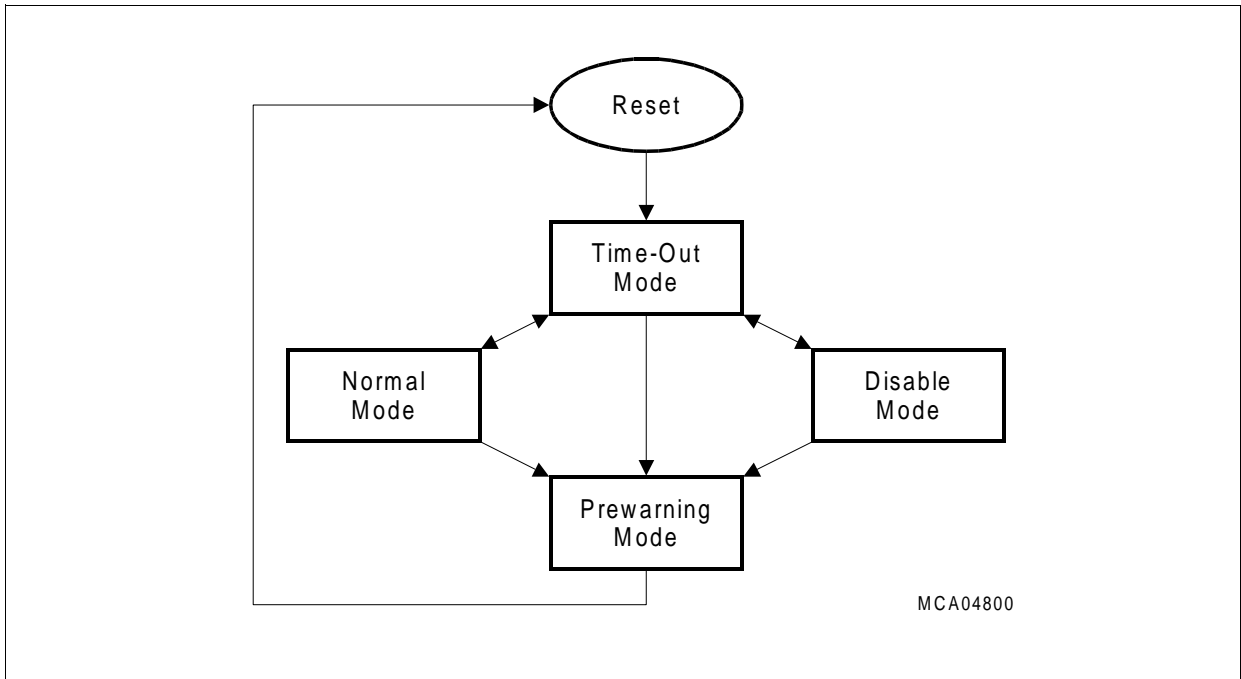 Reset
Time-Out
Mode
Normal
Mode
Disable
Mode
Prewarning
Mode
MCA04800